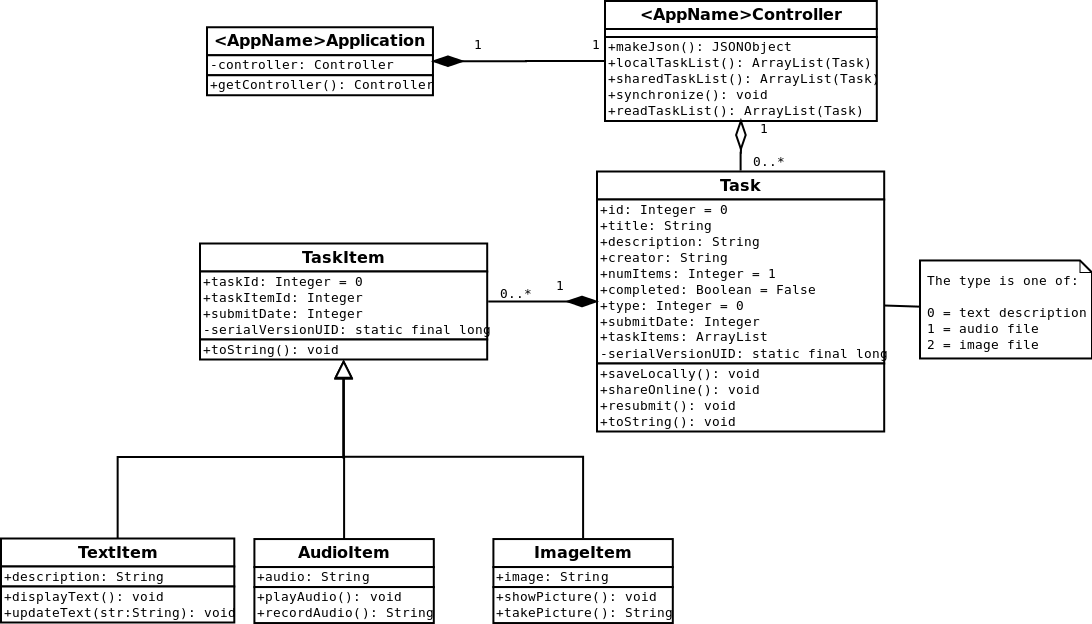 <AppName>Application
-controller: Controller
+getController(): Controller
1
1
<AppName>Controller
+makeJson(): JSONObject
+localTaskList(): ArrayList(Task)
+sharedTaskList(): ArrayList(Task)
+synchronize(): void
+readTaskList(): ArrayList(Task)
1
0..*
Task
+id: Integer = 0
+title: String
+description: String
+creator: String
+numItems: Integer = 1
+completed: Boolean = False
+type: Integer = 0
+submitDate: Integer
+taskItems: ArrayList
-serialVersionUID: static final long
+saveLocally(): void
+shareOnline(): void
+resubmit(): void
+toString(): void
The type is one of:
0 = text description
1 = audio file
2 = image file
TaskItem
+taskId: Integer = 0
+taskItemId: Integer
+submitDate: Integer
-serialVersionUID: static final long
+toString(): void
0..*
1
TextItem
+description: String
+displayText(): void
+updateText(str:String): void
AudioItem
+audio: String
+playAudio(): void
+recordAudio(): String
ImageItem
+image: String
+showPicture(): void
+takePicture(): String